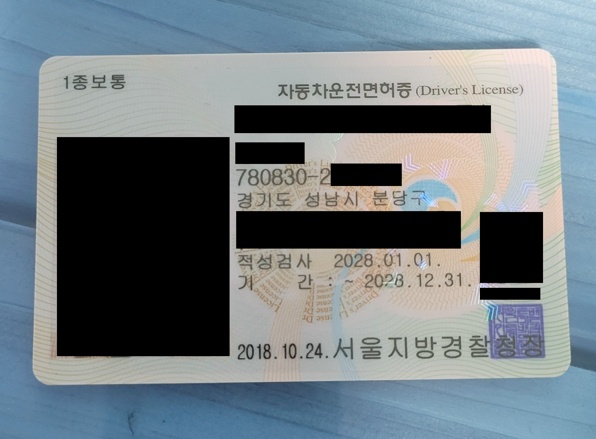 1종보통
자동차운전면허증 (Driver's License)
780830-2
경기도 성남시 분당구
적성검사 2028.01.01.
기 간 : ~ 2028.12.31.
2018.10.24. 서울지방경찰청장